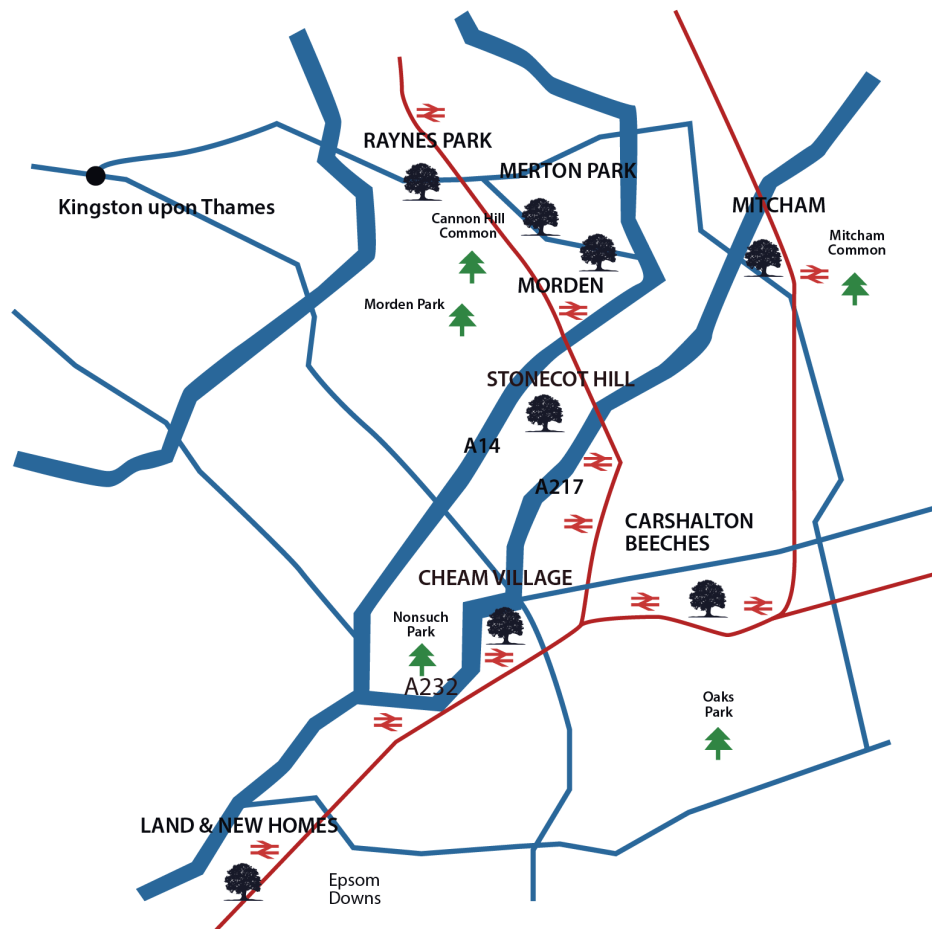 RAYNES PARK
MERTON PARK
Kingston upon Thames
MITCHAM
Cannon Hill
Common
Mitcham
Common
MORDEN
Morden Park
STONECOT HILL
A14
A217
CARSHALTON
BEECHES
CHEAM VILLAGE
Nonsuch
Park
A232
Oaks
Park
LAND & NEW HOMES
Epsom
Downs